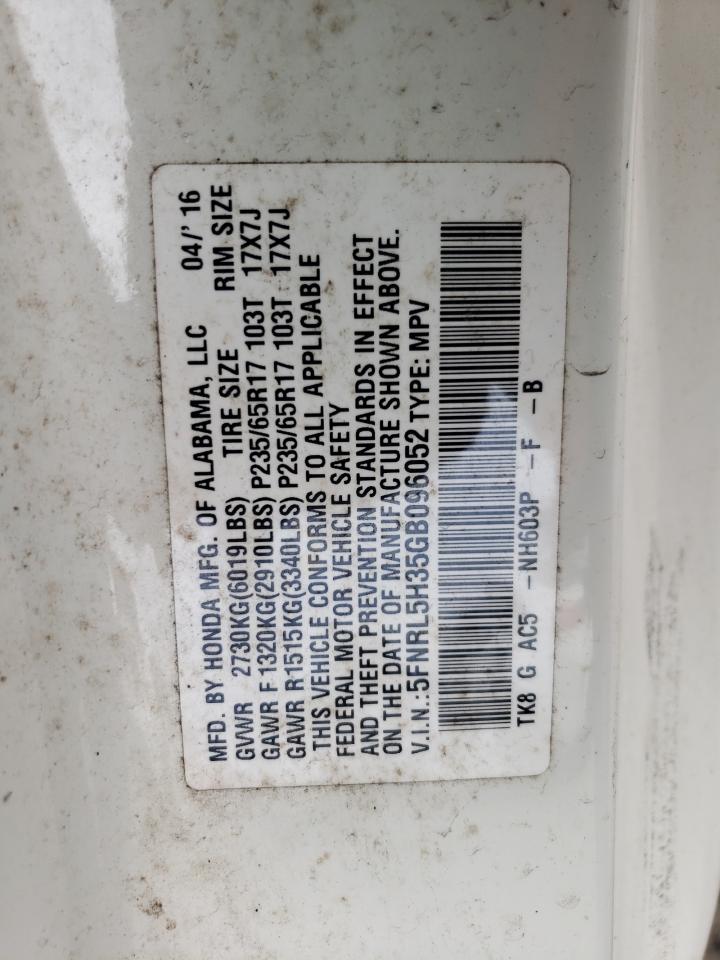 MFD. BY HONDA MFG. OF ALABAMA, LLC 04/' 16
GVWR 2730KG(6019LBS) TIRE SIZE RIM SIZE
GAWR F 1320KG(2910LBS) P235/65R17 103T 17X7J
GAWR R1515KG(3340LBS) P235/65R17 103T 17X7J
THIS VEHICLE CONFORMS TO ALL APPLICABLE
FEDERAL MOTOR VEHICLE SAFETY
AND THEFT PREVENTION STANDARDS IN EFFECT
ON THE DATE OF MANUFACTURE SHOWN ABOVE.
V.I.N.:5FNRL5H35GB096052 TYPE: MPV
TK8 G AC5 -NH603P -F -B